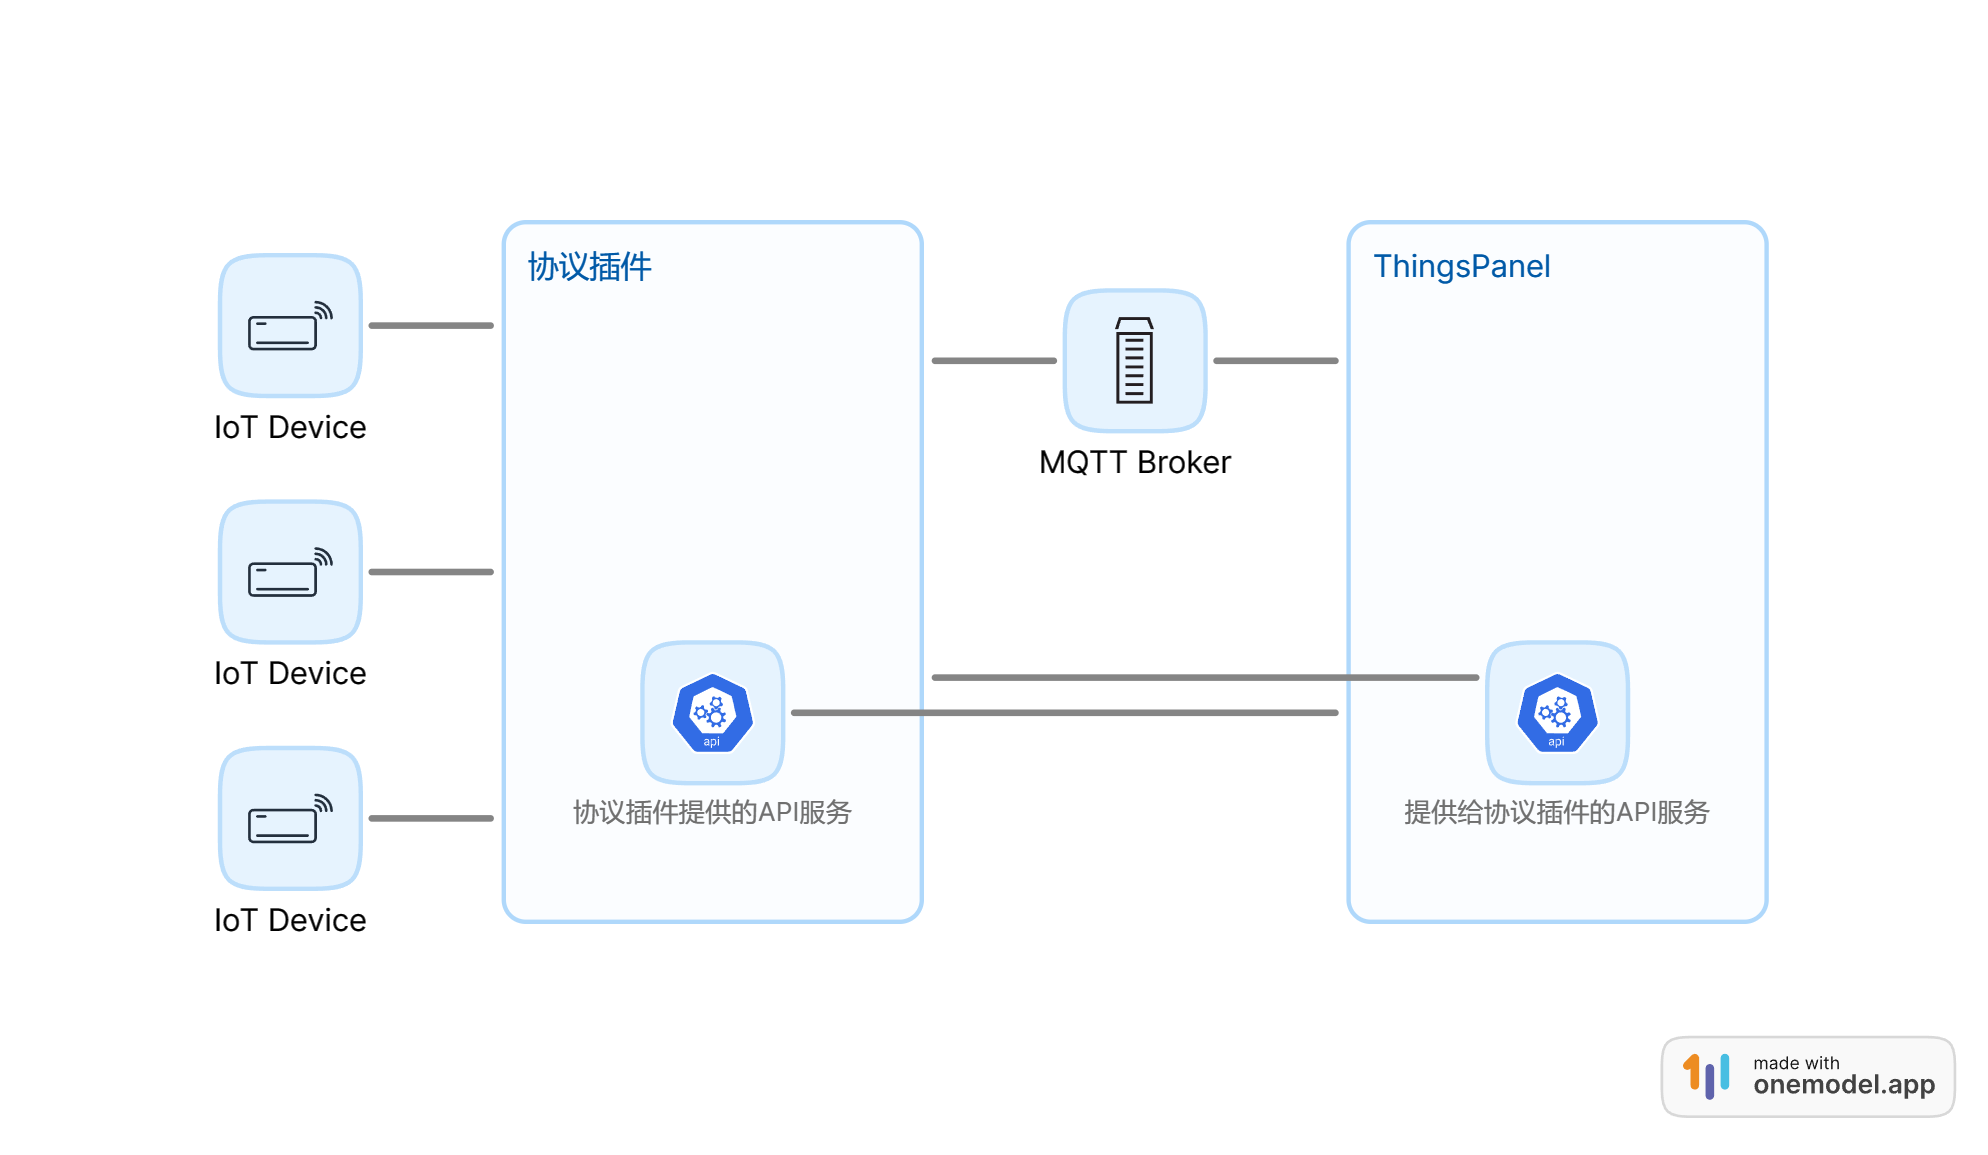 协议插件
ThingsPanel
IoT Device
MQTT Broker
IoT Device
api
api
协议插件提供的API服务
提供给协议插件的API服务
IoT Device
made with
onemodel.app